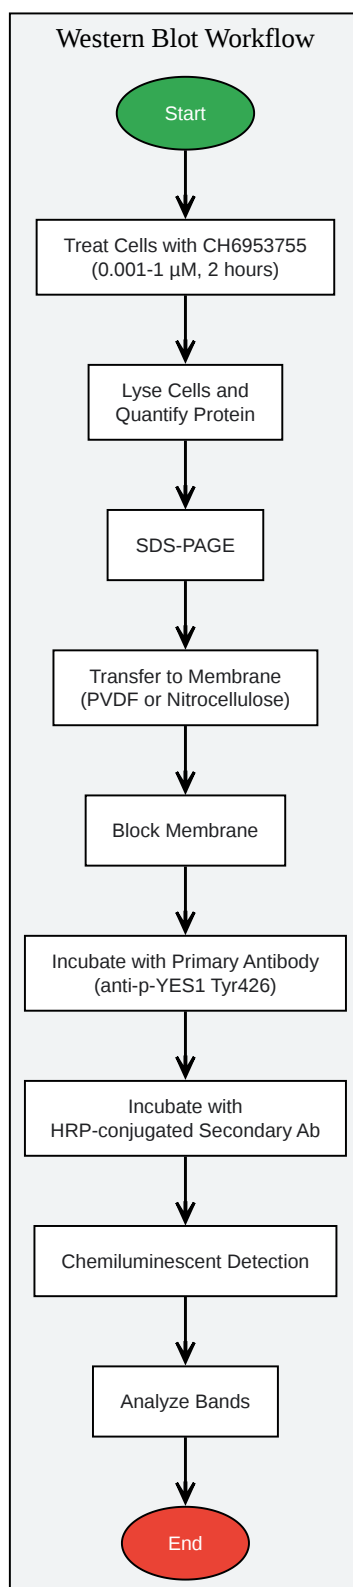 Western Blot Workflow
Start
Treat Cells with CH6953755
(0.001-1 µM, 2 hours)
Lyse Cells and
Quantify Protein
SDS-PAGE
Transfer to Membrane
(PVDF or Nitrocellulose)
Block Membrane
Incubate with Primary Antibody
(anti-p-YES1 Tyr426)
Incubate with
HRP-conjugated Secondary Ab
Chemiluminescent Detection
Analyze Bands
End